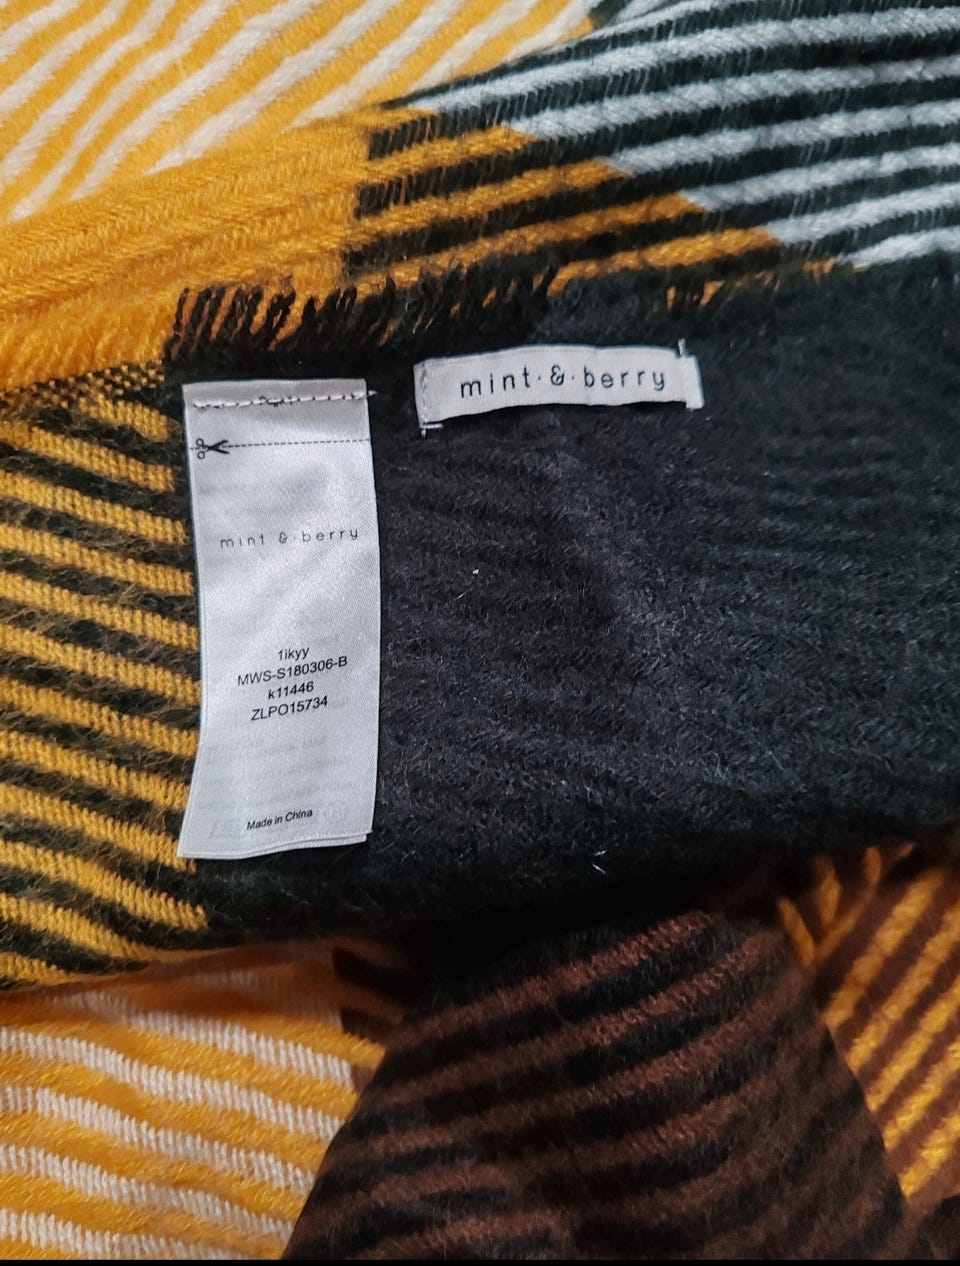 mint·&·berry
mint & berry
1ikyy
MWS-S180306-B
k11446
ZLPO15734
Made in China